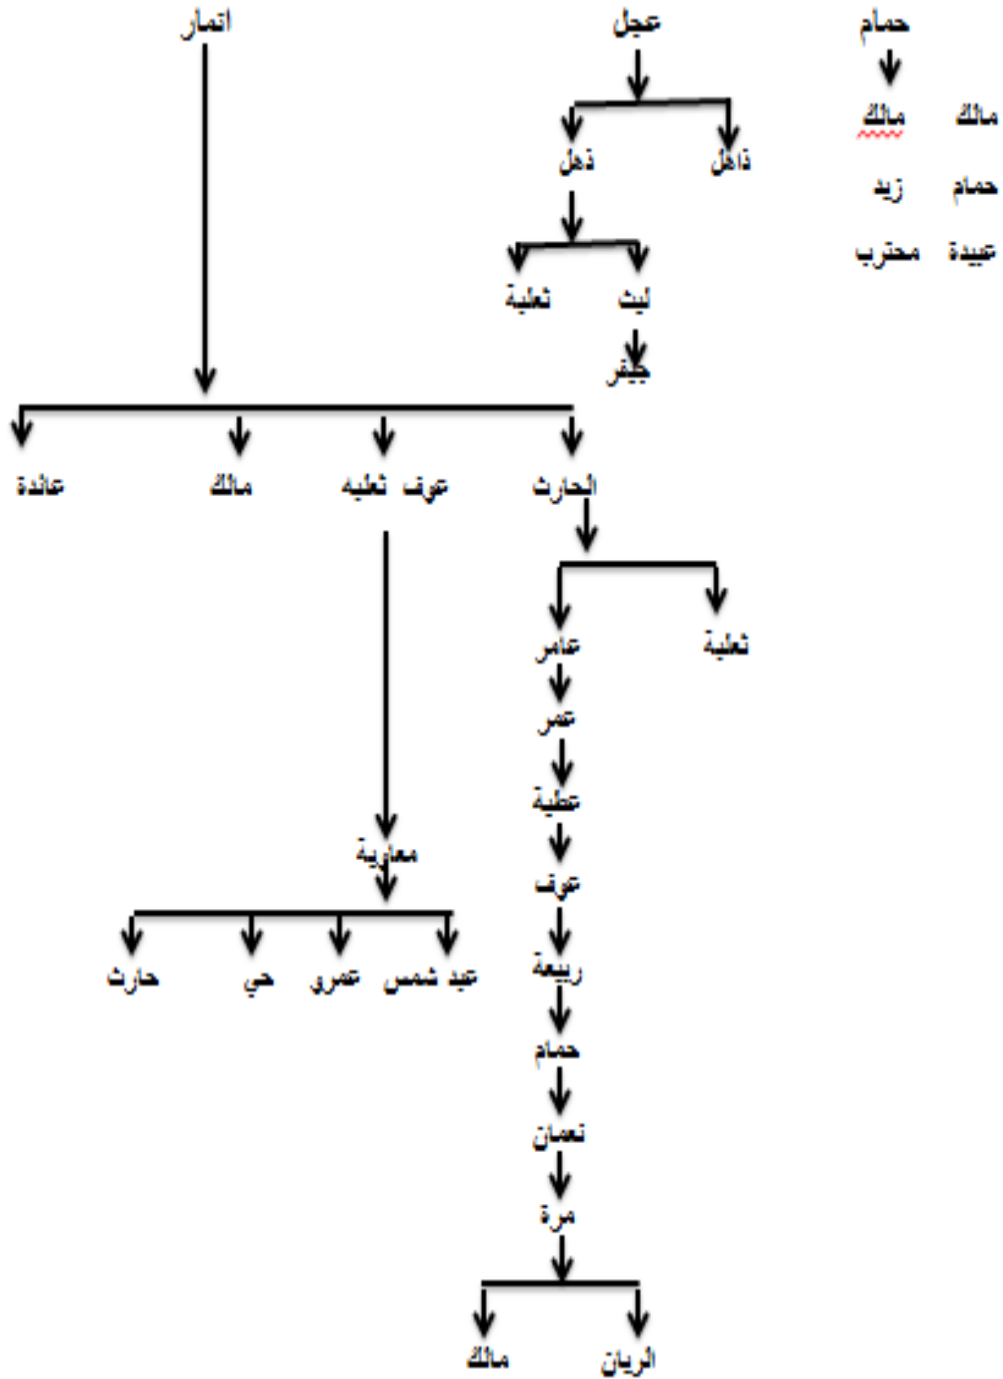 حمام عجل انمار
مالك مالك
ذاهل ذهل
حمام زيد
عبيدة محترب
ليث ثعلبة
جيفر
الحارث عوف ثعلبه مالك عائدة
ثعلبة عامر
عمر
عطية
معاوية
عوف
ربيعة
عبد شمس عمرو حي حارث
حمام
نعمان
مرة
الريان مالك